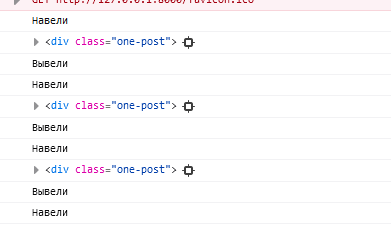 GET http://127.0.0.1:8000/favicon.ico
Навели
<div class="one-post">
Вывели
Навели
<div class="one-post">
Вывели
Навели
<div class="one-post">
Вывели
Навели